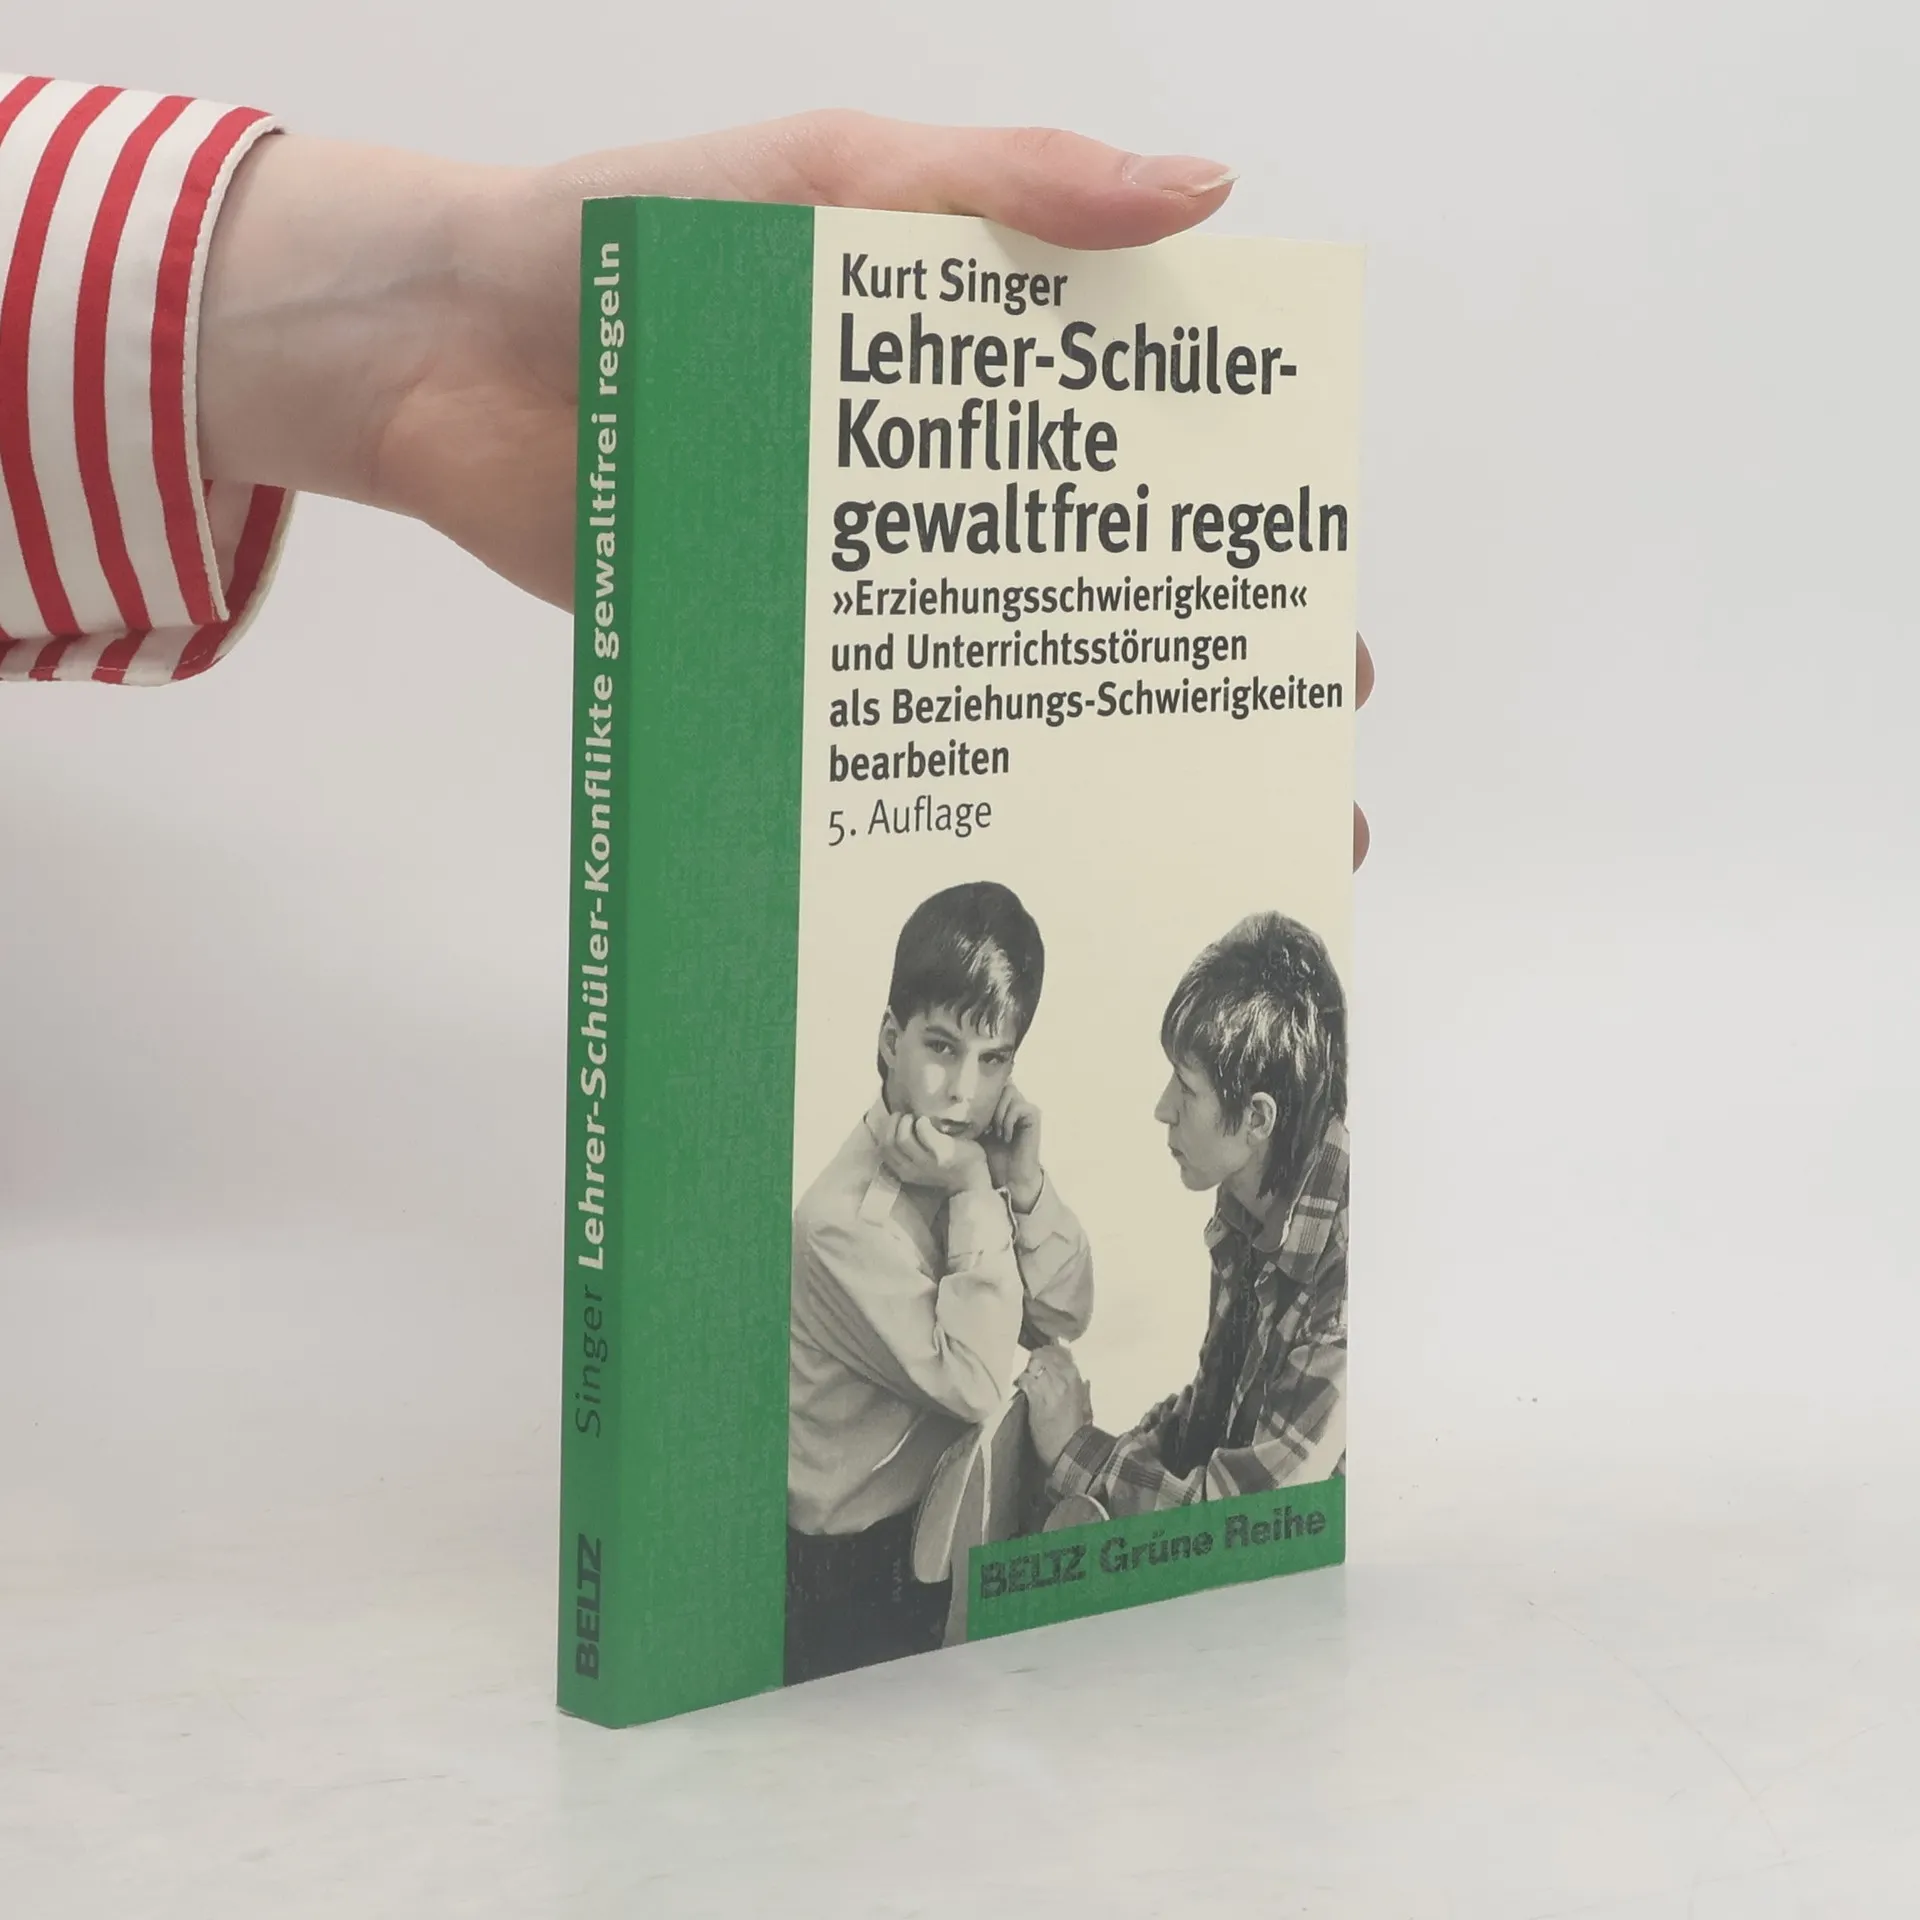 Singer Lehrer-Schüler-Konflikte gewaltfrei regeln
BELTZ
Kurt Singer
Lehrer-Schüler-
Konflikte
gewaltfrei regeln
»Erziehungsschwierigkeiten«
und Unterrichtsstörungen
als Beziehungs-Schwierigkeiten
bearbeiten
5. Auflage
BELTZ Grüne Reihe